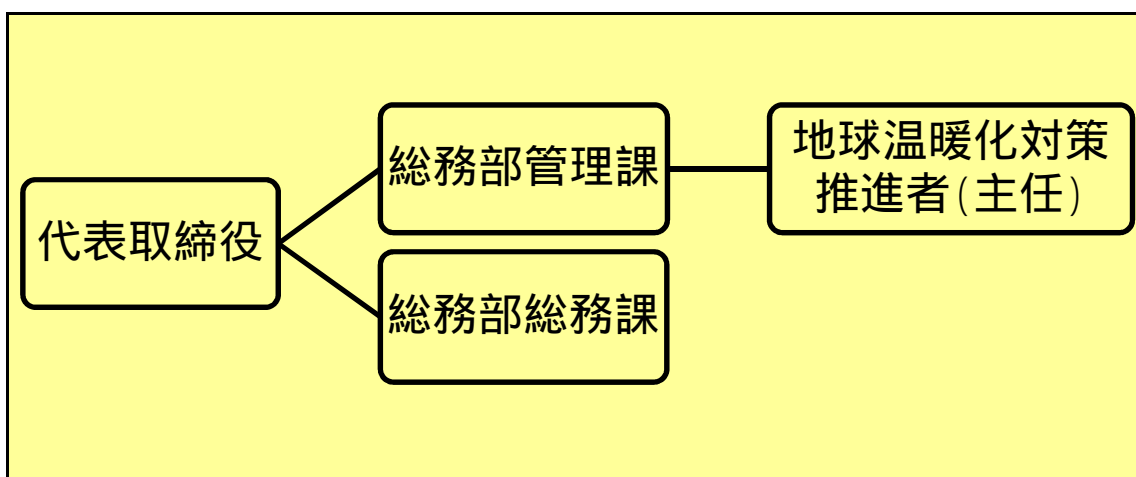 代表取締役
総務部管理課
総務部総務課
地球温暖化対策
推進者(主任)